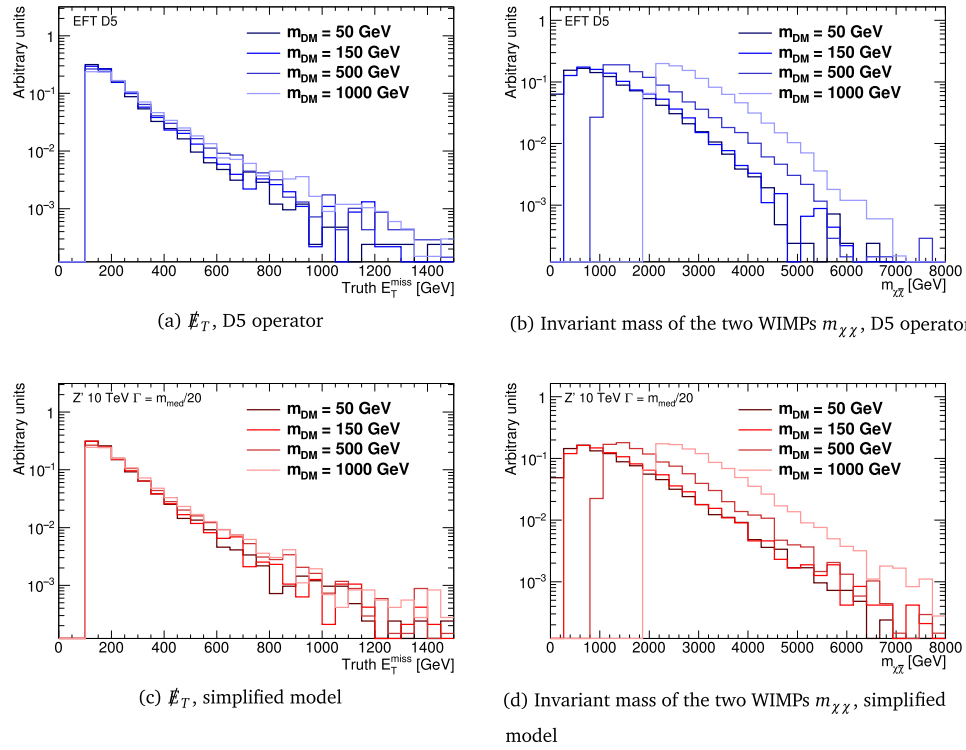 EFT D5
Arbitrary units
m_DM = 50 GeV
m_DM = 150 GeV
m_DM = 500 GeV
m_DM = 1000 GeV
1
10⁻¹
10⁻²
10⁻³
0 200 400 600 800 1000 1200 1400
Truth E_T^miss [GeV]
(a) E̸_T, D5 operator
EFT D5
Arbitrary units
m_DM = 50 GeV
m_DM = 150 GeV
m_DM = 500 GeV
m_DM = 1000 GeV
1
10⁻¹
10⁻²
10⁻³
0 1000 2000 3000 4000 5000 6000 7000 8000
m_χχ̄ [GeV]
(b) Invariant mass of the two WIMPs m_χχ, D5 operator
Z' 10 TeV Γ = m_med/20
Arbitrary units
m_DM = 50 GeV
m_DM = 150 GeV
m_DM = 500 GeV
m_DM = 1000 GeV
1
10⁻¹
10⁻²
10⁻³
0 200 400 600 800 1000 1200 1400
Truth E_T^miss [GeV]
(c) E̸_T, simplified model
Z' 10 TeV Γ = m_med/20
Arbitrary units
m_DM = 50 GeV
m_DM = 150 GeV
m_DM = 500 GeV
m_DM = 1000 GeV
1
10⁻¹
10⁻²
10⁻³
0 1000 2000 3000 4000 5000 6000 7000 8000
m_χχ̄ [GeV]
(d) Invariant mass of the two WIMPs m_χχ, simplified
model